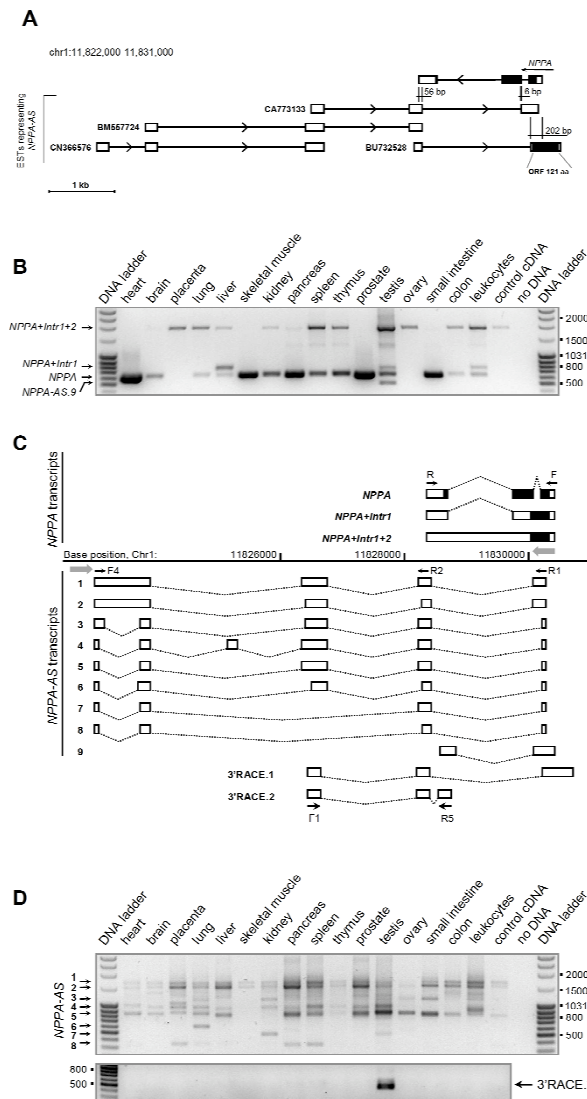 A
chr1:11,822,000 11,831,000
NPPA
56 bp
6 bp
CA773133
BM557724
CN366576
BU732528
202 bp
ORF 121 aa
ESTs representing
NPPA-AS
1 kb
B
DNA ladder
heart
brain
placenta
lung
liver
skeletal muscle
kidney
pancreas
spleen
thymus
prostate
testis
ovary
small intestine
colon
leukocytes
control cDNA
no DNA
DNA ladder
NPPA+Intr1+2
NPPA+Intr1
NPPA
NPPA-AS.9
2000
1500
1031
800
500
C
NPPA transcripts
R
F
NPPA
NPPA+Intr1
NPPA+Intr1+2
Base position, Chr1:
11826000
11828000
11830000
NPPA-AS transcripts
F4
R2
R1
1
2
3
4
5
6
7
8
9
3'RACE.1
3'RACE.2
F1
R5
D
DNA ladder
heart
brain
placenta
lung
liver
skeletal muscle
kidney
pancreas
spleen
thymus
prostate
testis
ovary
small intestine
colon
leukocytes
control cDNA
no DNA
DNA ladder
NPPA-AS
1
2
3
4
5
6
7
8
2000
1500
1031
800
500
800
500
3'RACE.